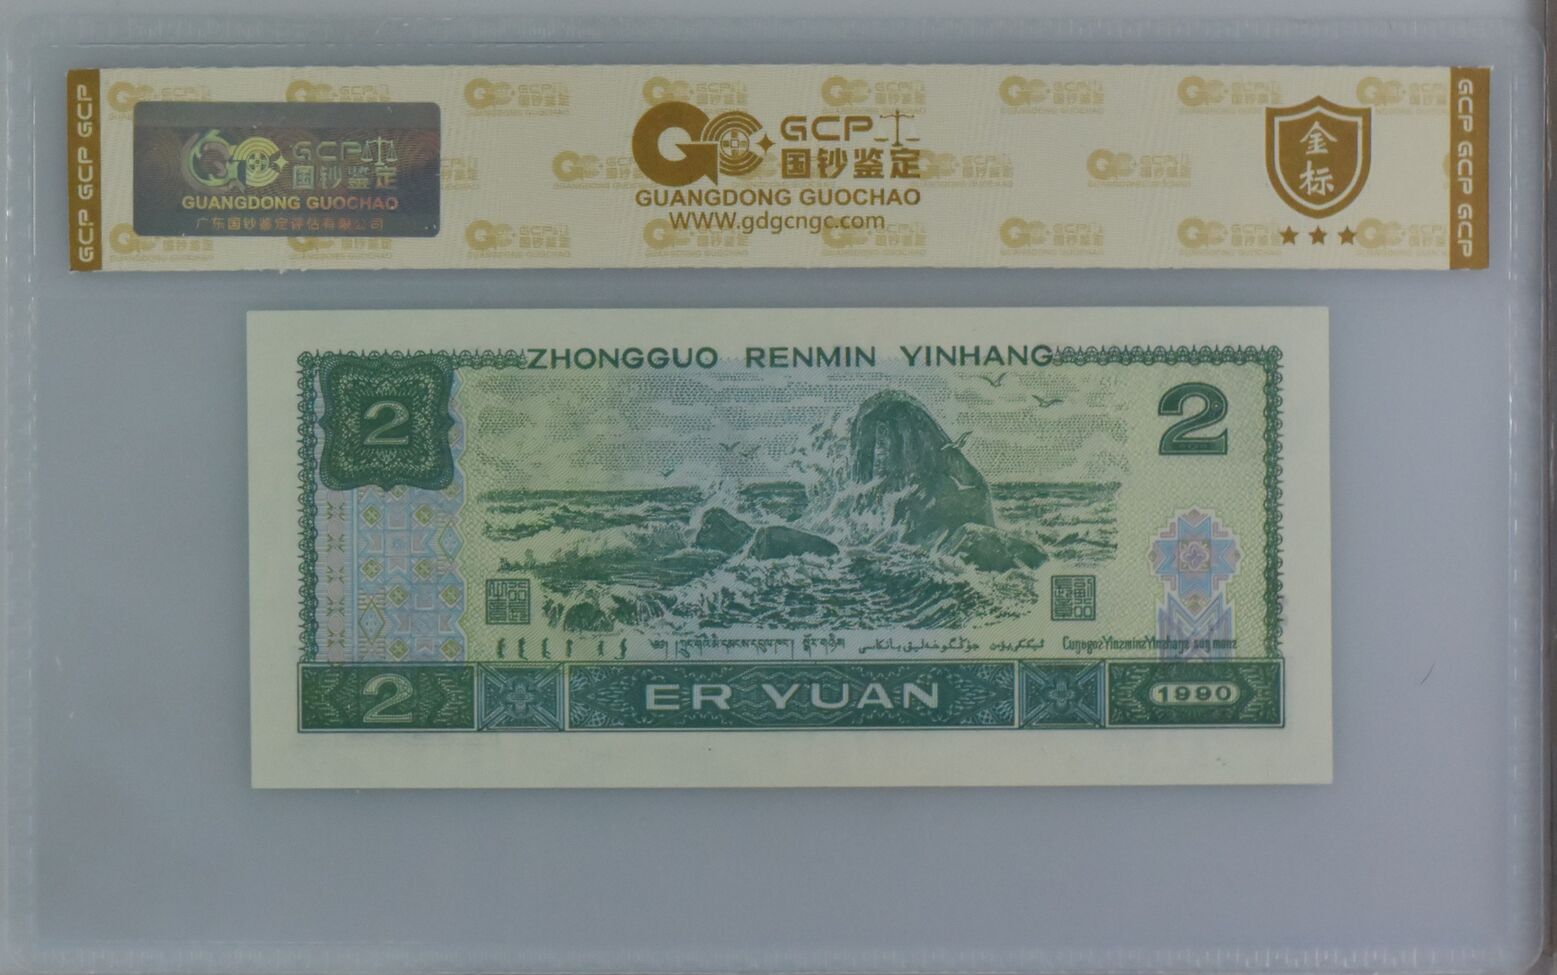 GCP GCP GCP
GCP
国钞鉴定
GUANGDONG GUOCHAO
广东国钞鉴定评估有限公司
GCP
国钞鉴定
GUANGDONG GUOCHAO
WWW.gdgcngc.com
金标
GCP GCP GCP
ZHONGGUO RENMIN YINHANG
2
2
2
ER YUAN
1990